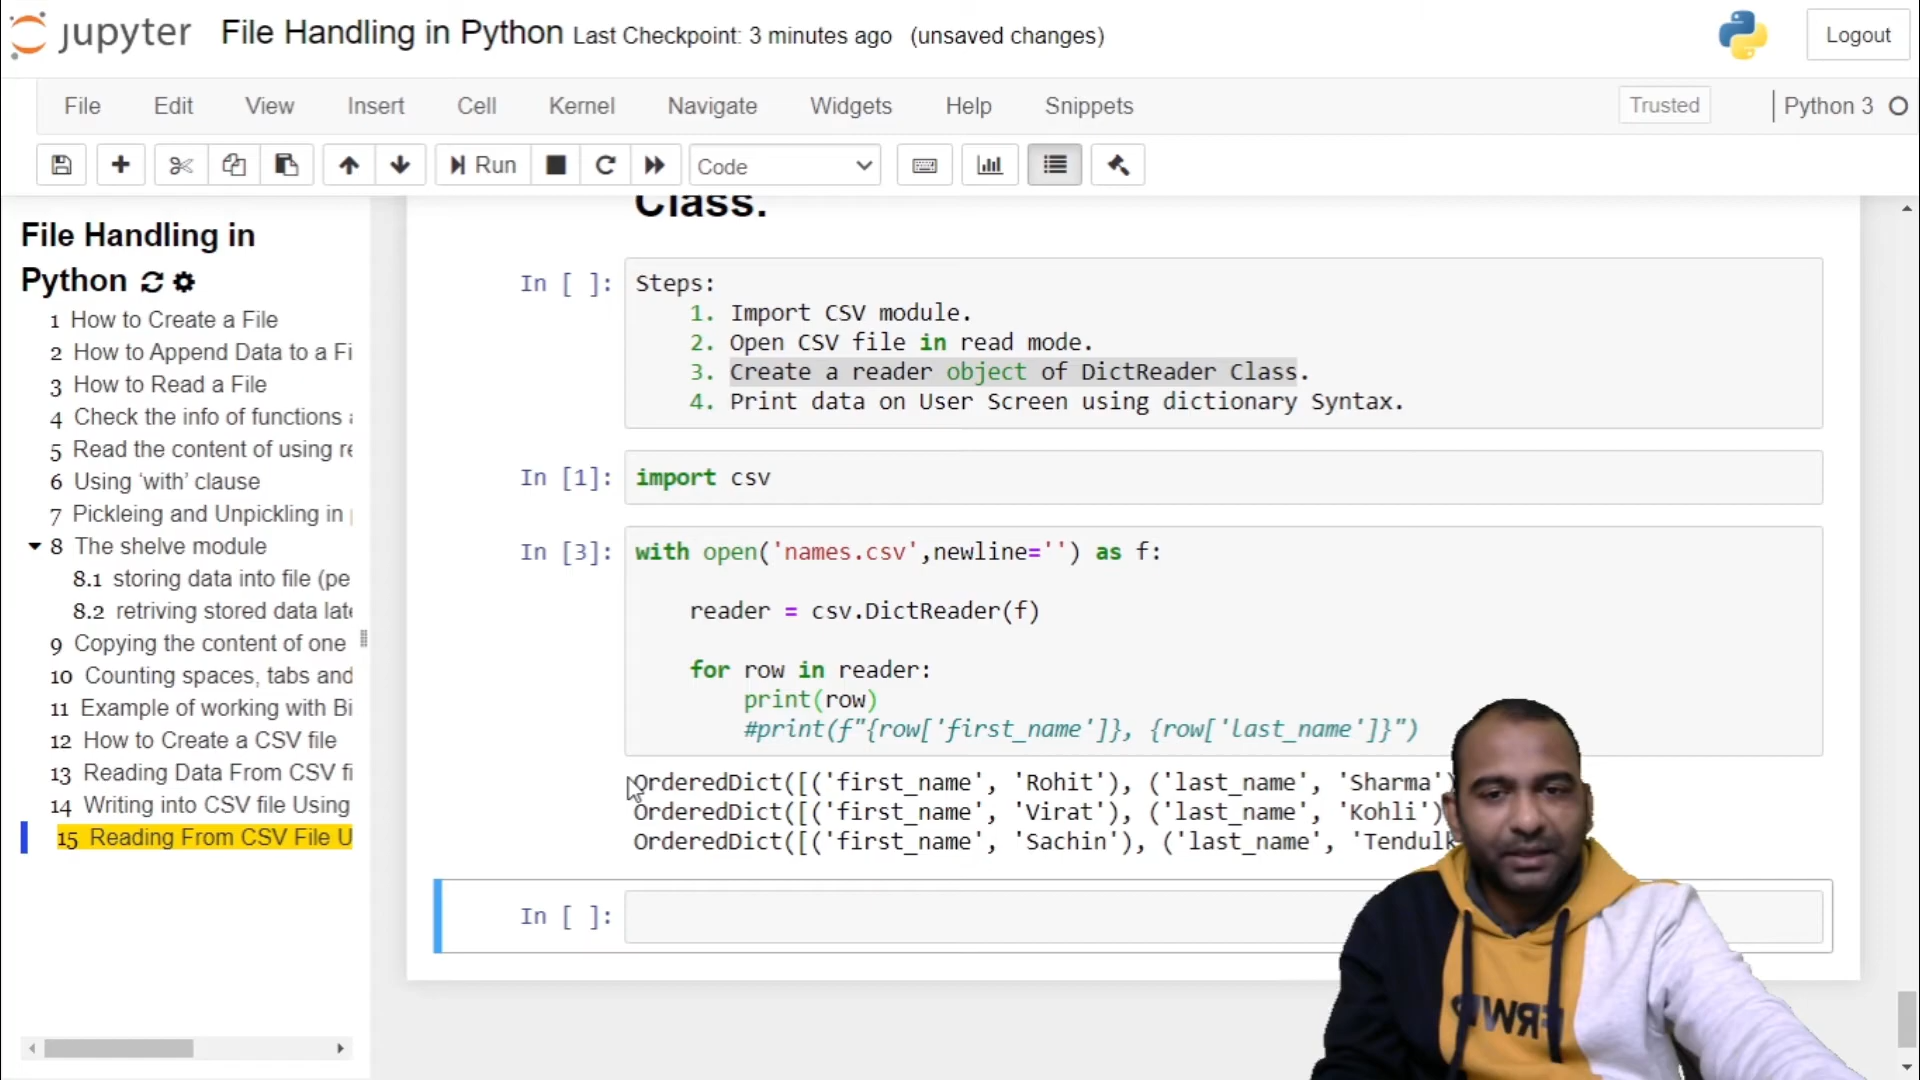 jupyter File Handling in Python Last Checkpoint: 3 minutes ago (unsaved changes) Logout
File Edit View Insert Cell Kernel Navigate Widgets Help Snippets Trusted Python 3
Run Code
File Handling in
Python
1 How to Create a File
2 How to Append Data to a Fi
3 How to Read a File
4 Check the info of functions
5 Read the content of using re
6 Using ‘with’ clause
7 Pickleing and Unpickling in
8 The shelve module
8.1 storing data into file (pe
8.2 retriving stored data late
9 Copying the content of one
10 Counting spaces, tabs and
11 Example of working with Bi
12 How to Create a CSV file
13 Reading Data From CSV fi
14 Writing into CSV file Using
15 Reading From CSV File U
Class.
In [ ]: Steps:
1. Import CSV module.
2. Open CSV file in read mode.
3. Create a reader object of DictReader Class.
4. Print data on User Screen using dictionary Syntax.
In [1]: import csv
In [3]: with open('names.csv',newline='') as f:
reader = csv.DictReader(f)
for row in reader:
print(row)
#print(f"{row['first_name']}, {row['last_name']}")
OrderedDict([('first_name', 'Rohit'), ('last_name', 'Sharma')
OrderedDict([('first_name', 'Virat'), ('last_name', 'Kohli')
OrderedDict([('first_name', 'Sachin'), ('last_name', 'Tendulk
In [ ]: